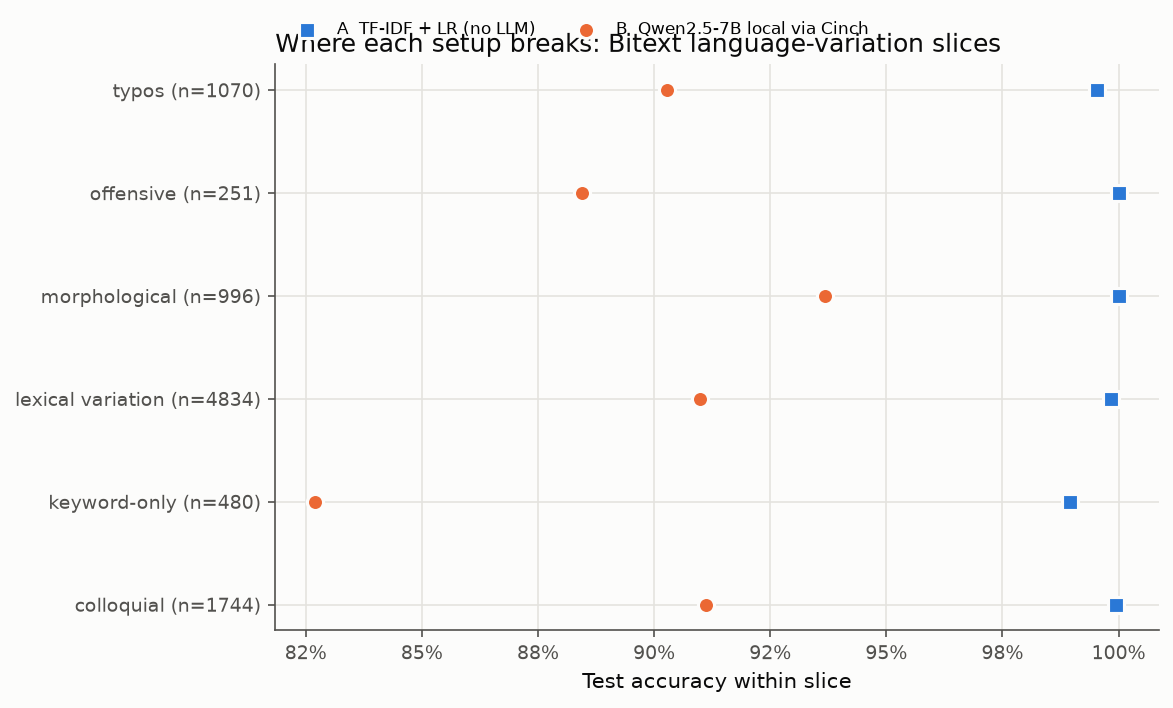 A  TF-IDF + LR (no LLM)
B  Qwen2.5-7B local via Cinch
Where each setup breaks: Bitext language-variation slices
typos (n=1070)
offensive (n=251)
morphological (n=996)
lexical variation (n=4834)
keyword-only (n=480)
colloquial (n=1744)
82% 85% 88% 90% 92% 95% 98% 100%
Test accuracy within slice